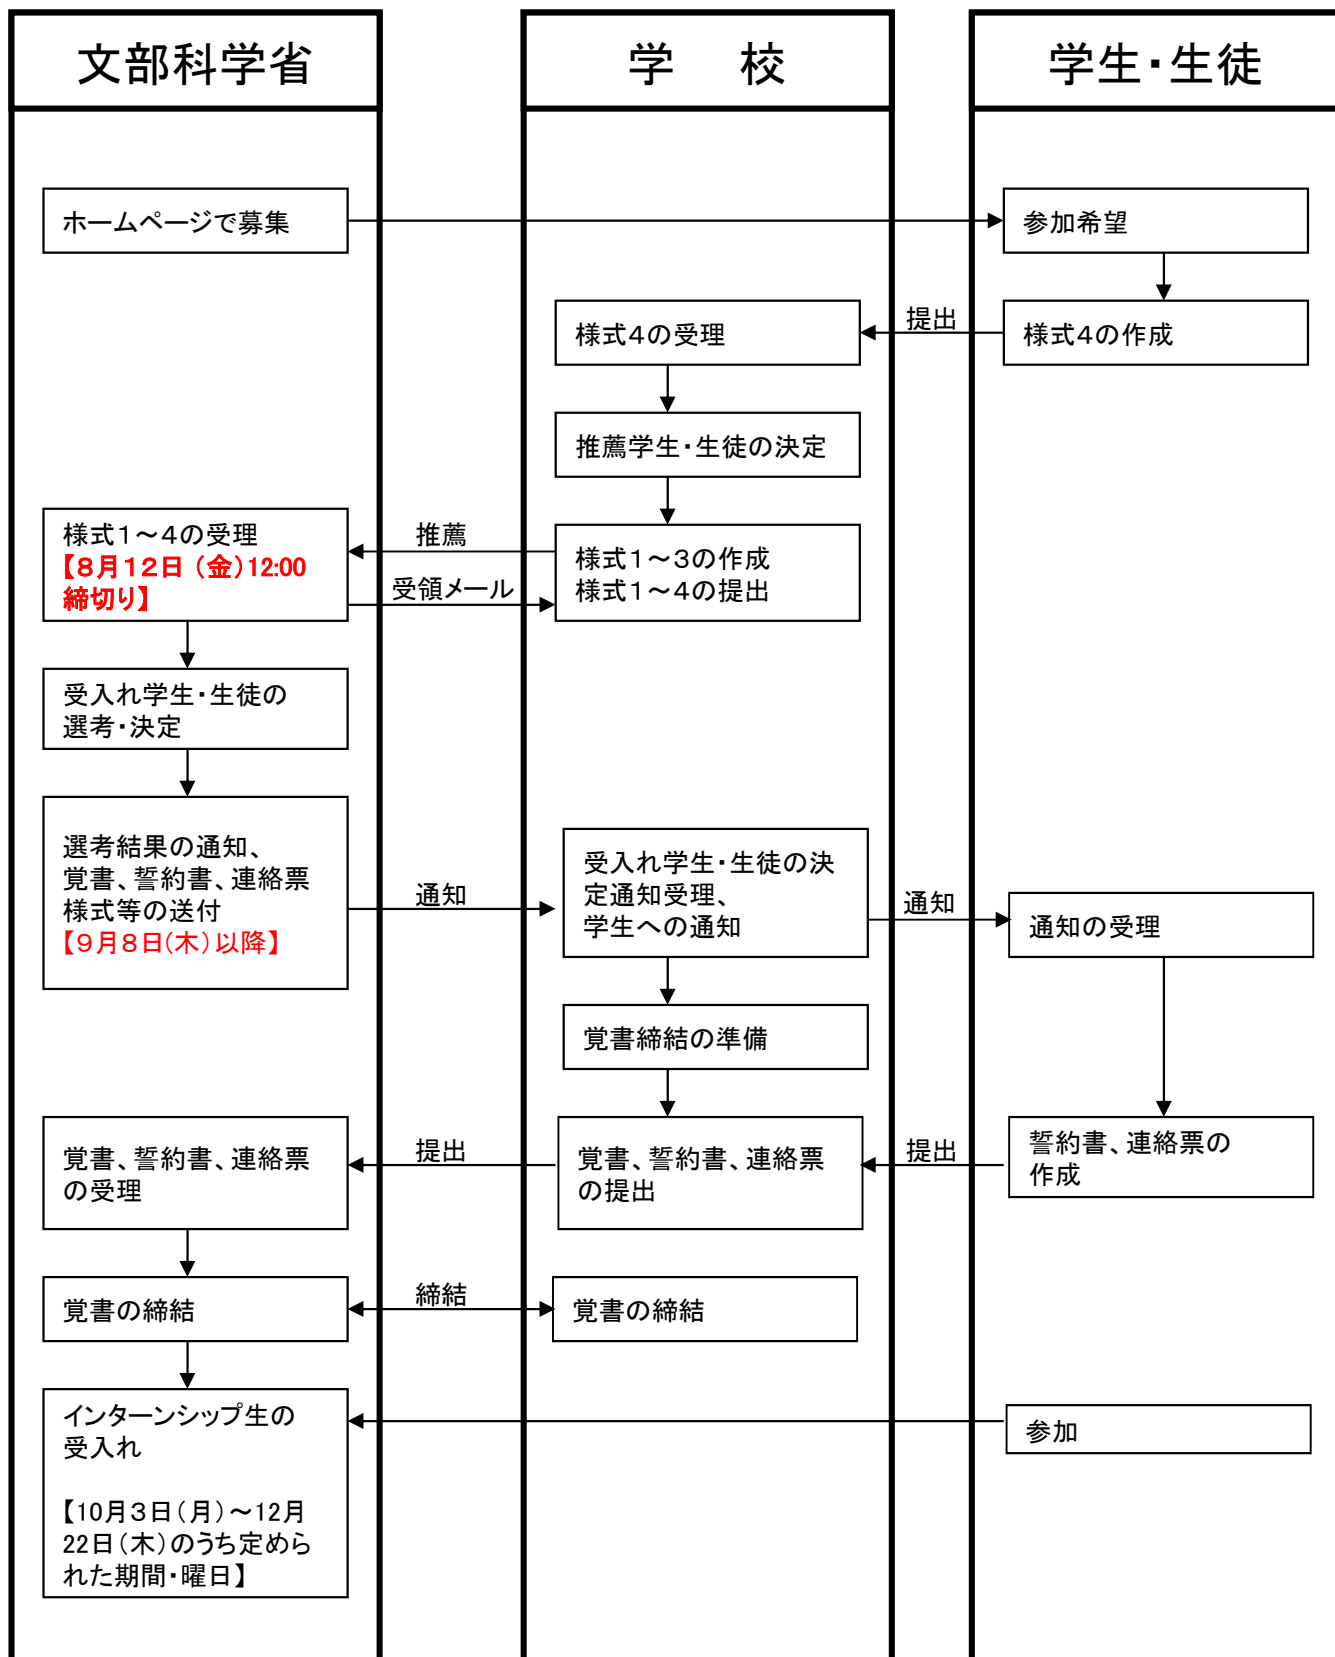 文部科学省
学 校
学生・生徒
ホームページで募集
参加希望
様式4の受理
提出
様式4の作成
推薦学生・生徒の決定
様式1～4の受理
【8月12日（金）12:00
締切り】
推薦
受領メール
様式1～3の作成
様式1～4の提出
受入れ学生・生徒の
選考・決定
選考結果の通知、
覚書、誓約書、連絡票
様式等の送付
【9月8日(木)以降】
通知
受入れ学生・生徒の決
定通知受理、
学生への通知
通知
通知の受理
覚書締結の準備
覚書、誓約書、連絡票
の受理
提出
覚書、誓約書、連絡票
の提出
提出
誓約書、連絡票の
作成
覚書の締結
締結
覚書の締結
インターンシップ生の
受入れ
【10月3日（月）～12月
22日（木）のうち定めら
れた期間・曜日】
参加